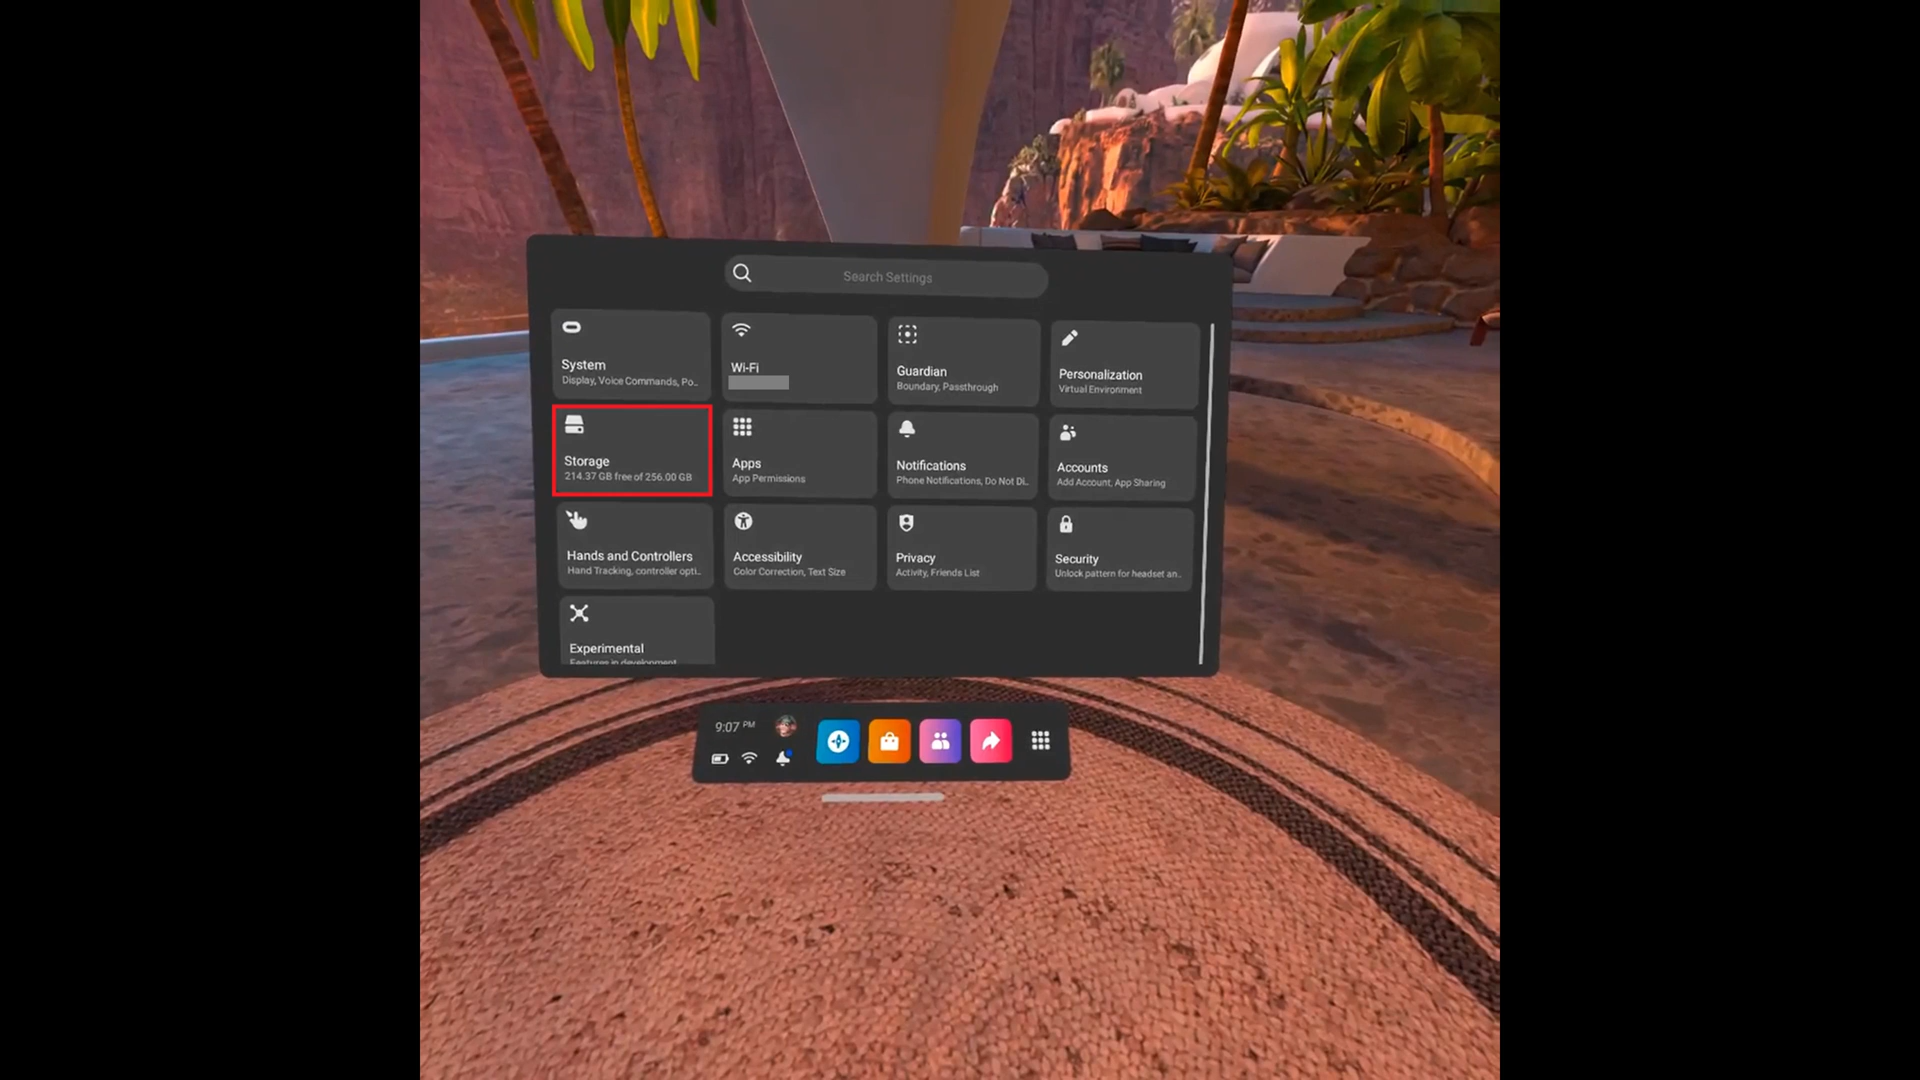 Search Settings
System
Display, Voice Commands, Po..
Wi-Fi
Guardian
Boundary, Passthrough
Personalization
Virtual Environment
Storage
214.37 GB free of 256.00 GB
Apps
App Permissions
Notifications
Phone Notifications, Do Not Di..
Accounts
Add Account, App Sharing
Hands and Controllers
Hand Tracking, controller opti..
Accessibility
Color Correction, Text Size
Privacy
Activity, Friends List
Security
Unlock pattern for headset an..
Experimental
Features in development
9:07 PM